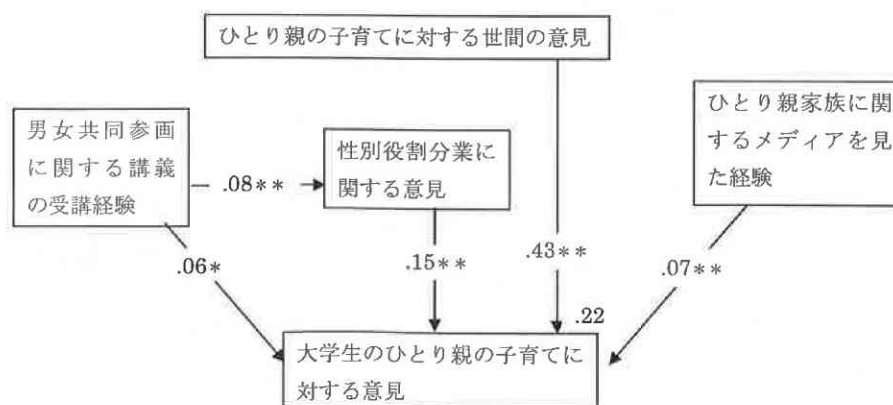 ひとり親の子育てに対する世間の意見
男女共同参画
に関する講義
の受講経験
.08**
性別役割分業に
関する意見
ひとり親家族に関
するメディアを見
た経験
.06*
.15**
.43**
.07**
.22
大学生のひとり親の子育てに
対する意見